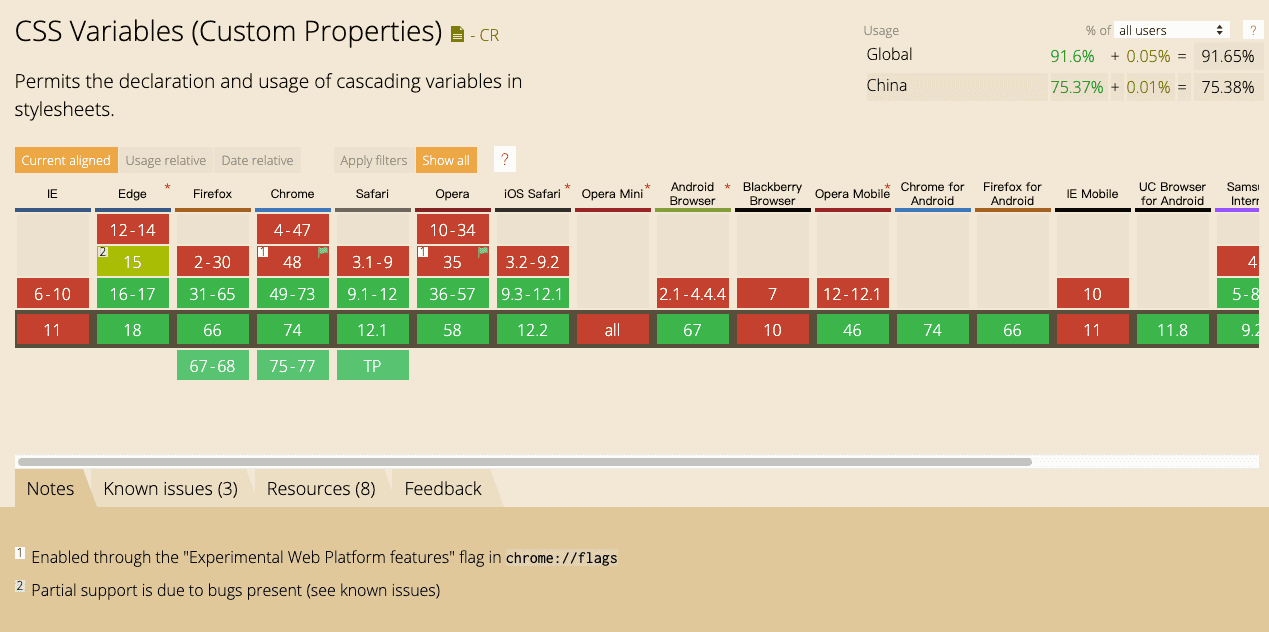 CSS Variables (Custom Properties) - CR
Usage % of all users ?
Global 91.6% + 0.05% = 91.65%
China 75.37% + 0.01% = 75.38%
Permits the declaration and usage of cascading variables in
stylesheets.
Current aligned Usage relative Date relative Apply filters Show all ?
IE Edge * Firefox Chrome Safari Opera iOS Safari * Opera Mini * Android Browser * Blackberry Browser Opera Mobile * Chrome for Android Firefox for Android IE Mobile UC Browser for Android
12-14 4-47 10-34
2 15 2-30 1 48 3.1-9 1 35 3.2-9.2 4
6-10 16-17 31-65 49-73 9.1-12 36-57 9.3-12.1 2.1-4.4.4 7 12-12.1 10 5-8
11 18 66 74 12.1 58 12.2 all 67 10 46 74 66 11 11.8 9.2
67-68 75-77 TP
Notes Known issues (3) Resources (8) Feedback
1 Enabled through the "Experimental Web Platform features" flag in chrome://flags
2 Partial support is due to bugs present (see known issues)